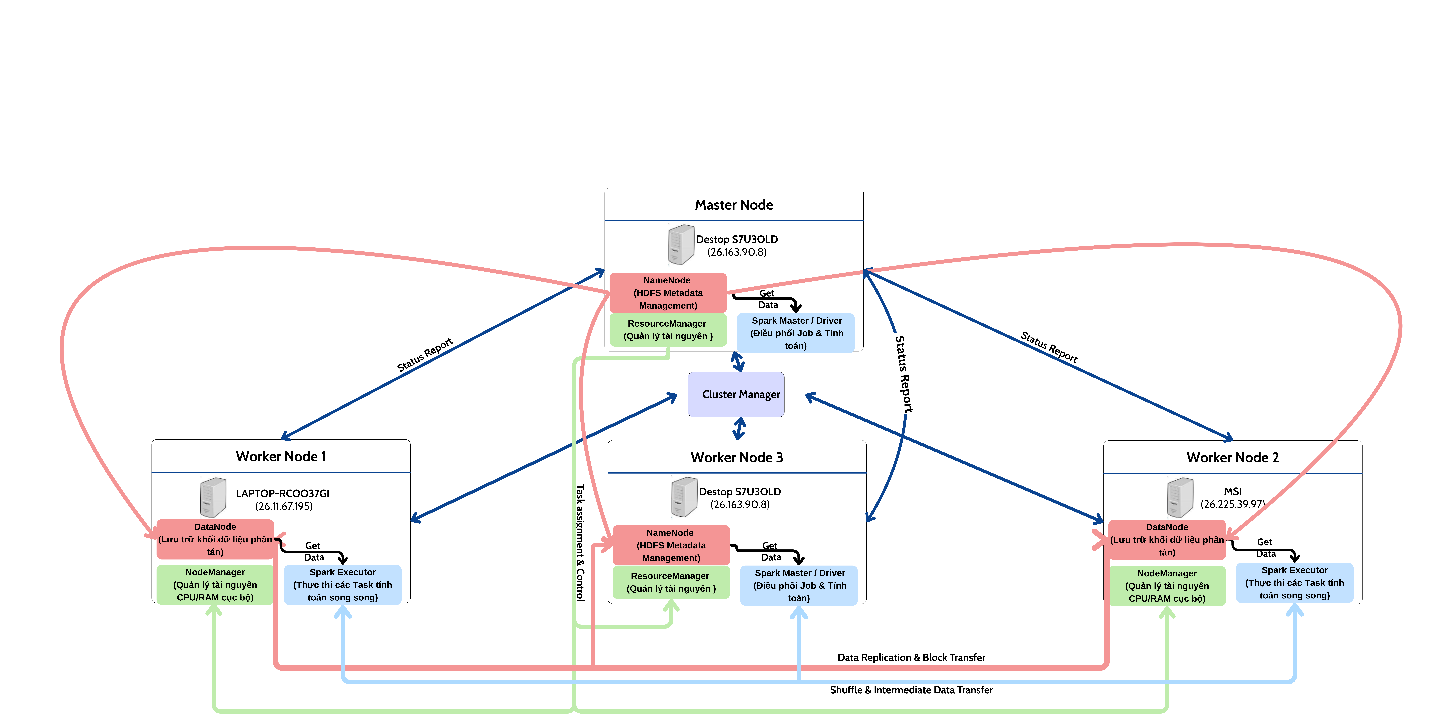 Master Node
Destop S7U3OLD
(26.163.90.8)
NameNode
(HDFS Metadata
Management)
Get
Data
ResourceManager
(Quản lý tài nguyên }
Spark Master / Driver
(Điều phối Job & Tính
toán)
Status Report
Status Report
Status Report
Cluster Manager
Worker Node 1
LAPTOP-RCOO37GI
(26.11.67.195)
DataNode
(Lưu trữ khối dữ liệu phân
tán)
Get
Data
NodeManager
(Quản lý tài nguyên
CPU/RAM cục bộ)
Spark Executor
(Thực thi các Task tính
toán song song}
Task assignment & Control
Worker Node 3
Destop S7U3OLD
(26.163.90.8)
NameNode
(HDFS Metadata
Management)
Get
Data
ResourceManager
(Quản lý tài nguyên }
Spark Master / Driver
(Điều phối Job & Tính
toán}
Worker Node 2
MSI
(26.225.39.97)
DataNode
(Lưu trữ khối dữ liệu phân
tán)
Get
Data
NodeManager
(Quản lý tài nguyên
CPU/RAM cục bộ)
Spark Executor
(Thực thi các Task tính
toán song song}
Data Replication & Block Transfer
Shuffle & Intermediate Data Transfer